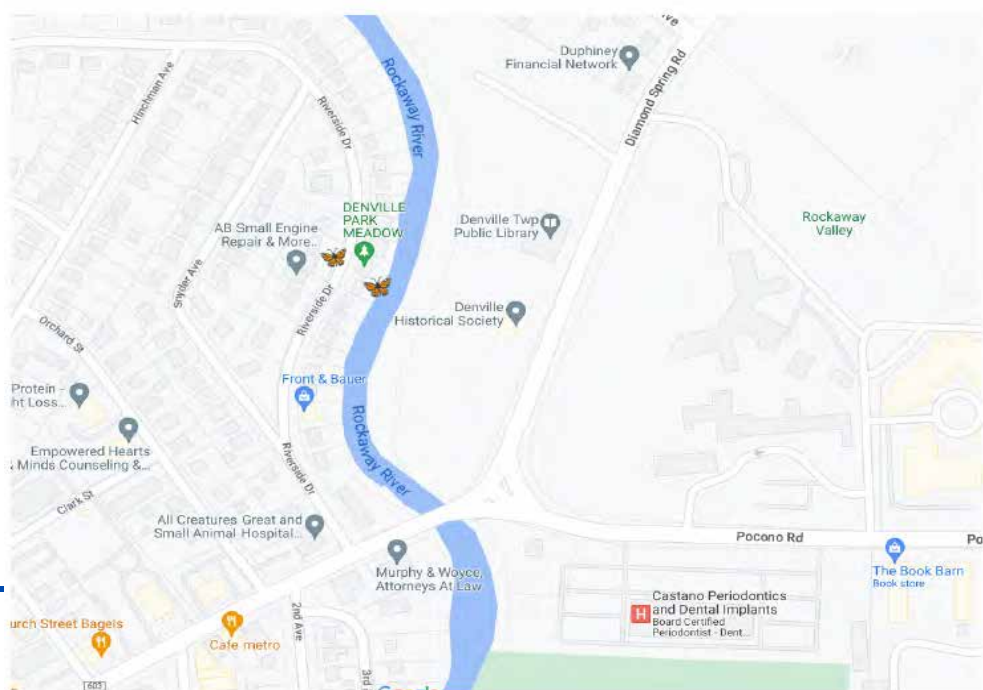 Duphiney
Financial Network
Diamond Spring Rd
Rockaway River
Hinchman Ave
Riverside Dr
DENVILLE
PARK
MEADOW
AB Small Engine
Repair & More..
Denville Twp
Public Library
Rockaway
Valley
Snyder Ave
Riverside Dr
Denville
Historical Society
Orchard St
Front & Bauer
Protein -
Loss...
Rockaway River
Empowered Hearts
Minds Counseling &...
Riverside Dr
Clark St
All Creatures Great and
Small Animal Hospital...
Pocono Rd
Po
Murphy & Woyce,
Attorneys At Law
The Book Barn
Book store
Castano Periodontics
and Dental Implants
Board Certified
Periodontist - Dent...
H
2nd Ave
urch Street Bagels
Cafe metro
3rd
603